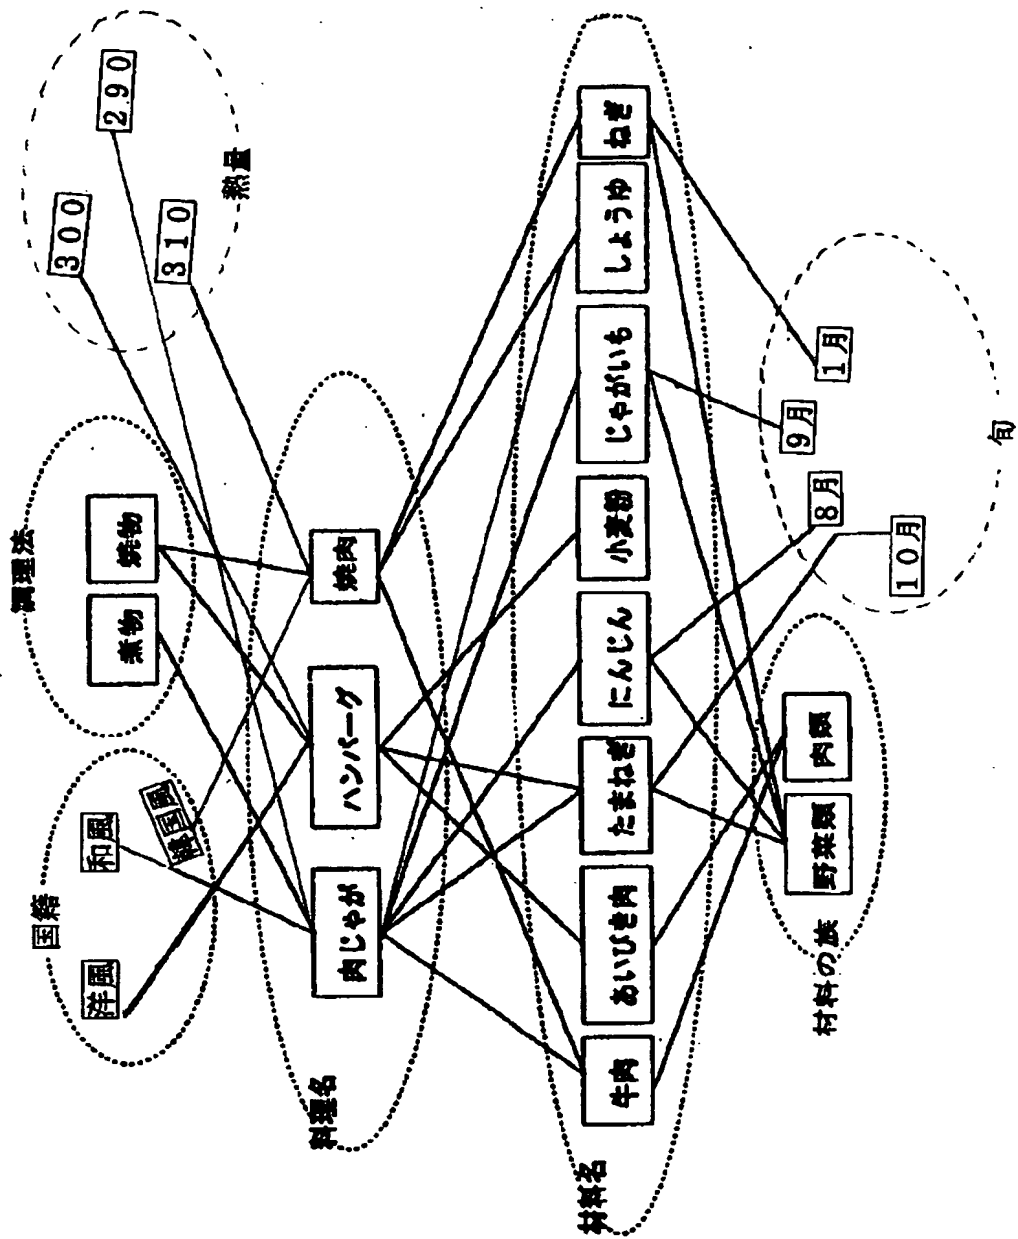 調理法
国籍
洋風
和風
韓国風
煮物
焼物
300
290
310
熱量
料理名
肉じゃが
ハンバーグ
焼肉
材料名
牛肉
あいびき肉
たまねぎ
にんじん
小麦粉
じゃがいも
しょうゆ
ねぎ
材料の族
野菜類
肉類
10月
8月
9月
1月
旬